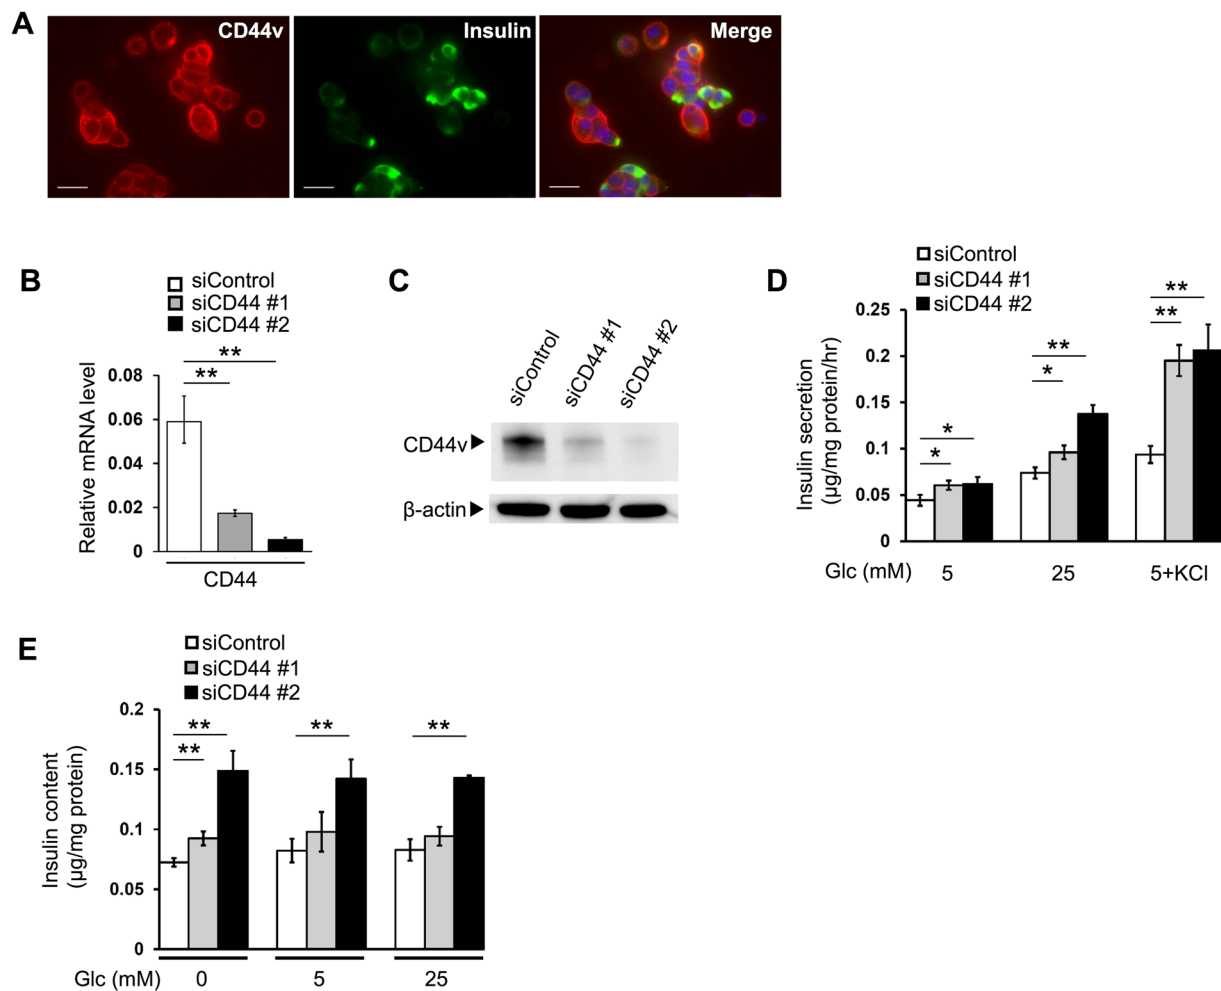 A
CD44v
Insulin
Merge
B
siControl
siCD44 #1
siCD44 #2
**
**
Relative mRNA level
0.08
0.06
0.04
0.02
0
CD44
C
siControl
siCD44 #1
siCD44 #2
CD44v
β-actin
D
siControl
siCD44 #1
siCD44 #2
Insulin secretion
(µg/mg protein/hr)
0.25
0.2
0.15
0.1
0.05
0
*
*
**
*
**
**
Glc (mM) 5 25 5+KCl
E
siControl
siCD44 #1
siCD44 #2
Insulin content
(µg/mg protein)
0.2
0.15
0.1
0.05
0
**
**
**
**
Glc (mM) 0 5 25